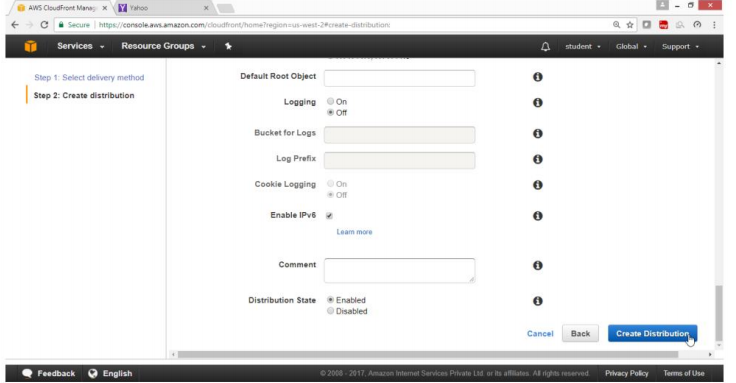 AWS CloudFront Manag
Yahoo
Secure | https://console.aws.amazon.com/cloudfront/home?region=us-west-2#create-distribution:
Services
Resource Groups
student
Global
Support
Step 1: Select delivery method
Step 2: Create distribution
Default Root Object
Logging
On
Off
Bucket for Logs
Log Prefix
Cookie Logging
On
Off
Enable IPv6
Learn more
Comment
Distribution State
Enabled
Disabled
Cancel
Back
Create Distribution
Feedback
English
© 2008 - 2017, Amazon Internet Services Private Ltd. or its affiliates. All rights reserved.
Privacy Policy
Terms of Use